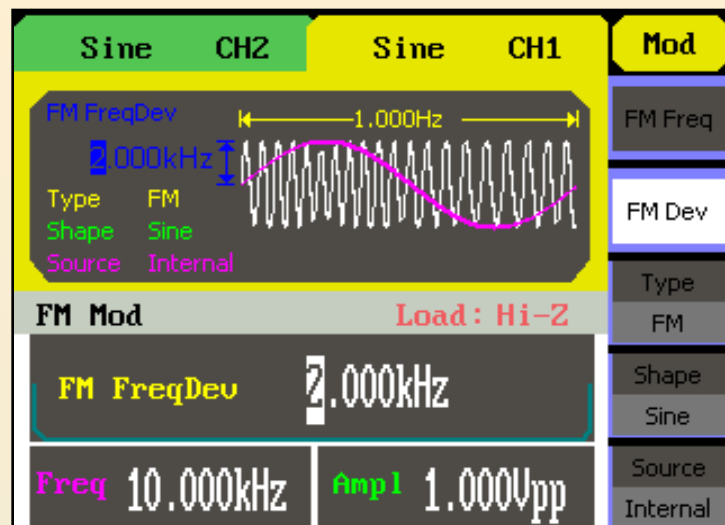 Sine CH2 Sine CH1 Mod
FM FreqDev
1.000Hz
2.000kHz
Type FM
Shape Sine
Source Internal
FM Mod Load: Hi-Z
FM FreqDev 2.000kHz
Freq 10.000kHz Ampl 1.000Vpp
FM Freq
FM Dev
Type
FM
Shape
Sine
Source
Internal